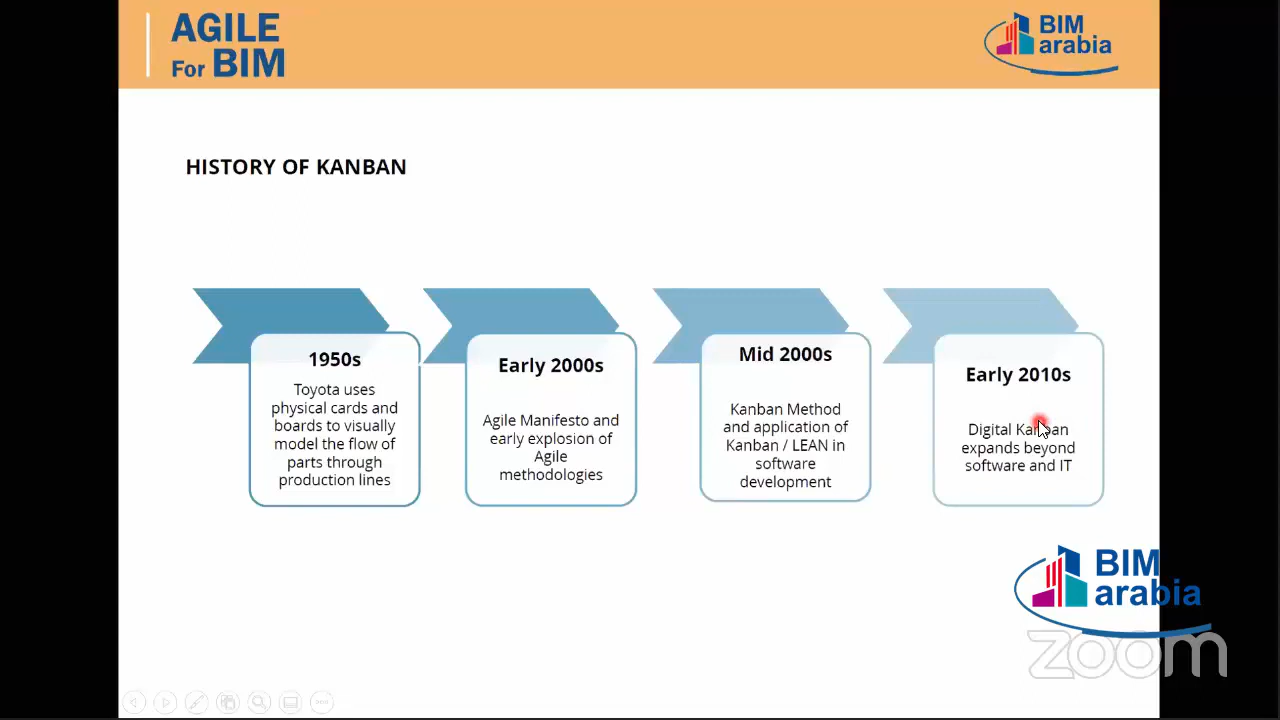 AGILE
For BIM
BIM
arabia
HISTORY OF KANBAN
1950s
Toyota uses
physical cards and
boards to visually
model the flow of
parts through
production lines
Early 2000s
Agile Manifesto and
early explosion of
Agile
methodologies
Mid 2000s
Kanban Method
and application of
Kanban / LEAN in
software
development
Early 2010s
Digital Kanban
expands beyond
software and IT
BIM
arabia
zoom